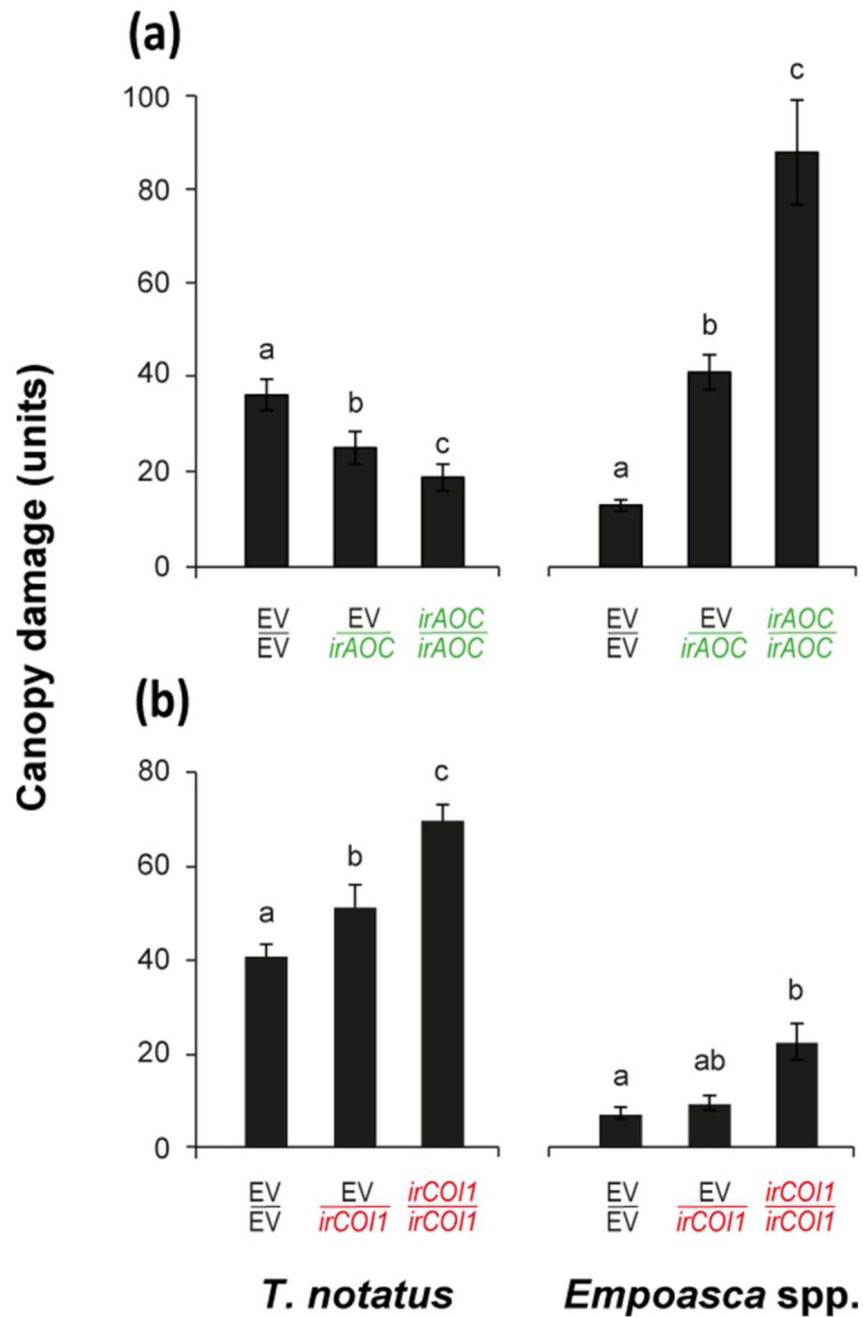 (a)
Canopy damage (units)
100
80
60
40
20
0
a
b
c
a
b
c
EV
EV
EV
irAOC
irAOC
irAOC
EV
EV
EV
irAOC
irAOC
irAOC
(b)
80
60
40
20
0
a
b
c
a
ab
b
EV
EV
EV
irCOI1
irCOI1
irCOI1
EV
EV
EV
irCOI1
irCOI1
irCOI1
T. notatus
Empoasca spp.